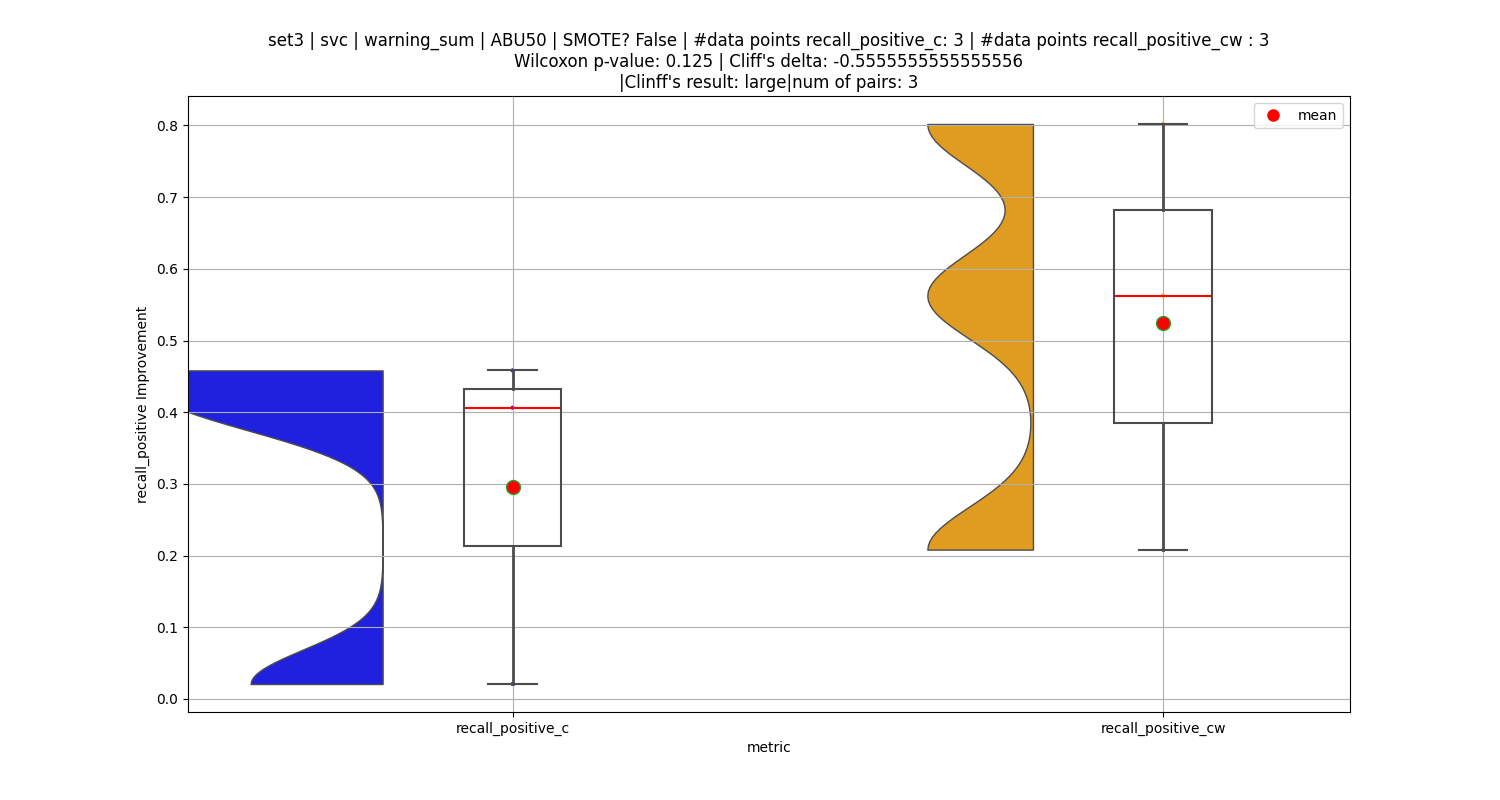 set3 | svc | warning_sum | ABU50 | SMOTE? False | #data points recall_positive_c: 3 | #data points recall_positive_cw : 3
Wilcoxon p-value: 0.125 | Cliff's delta: -0.5555555555555556
|Clinff's result: large|num of pairs: 3
mean
0.8
0.7
0.6
0.5
0.4
0.3
0.2
0.1
0.0
recall_positive Improvement
recall_positive_c
recall_positive_cw
metric